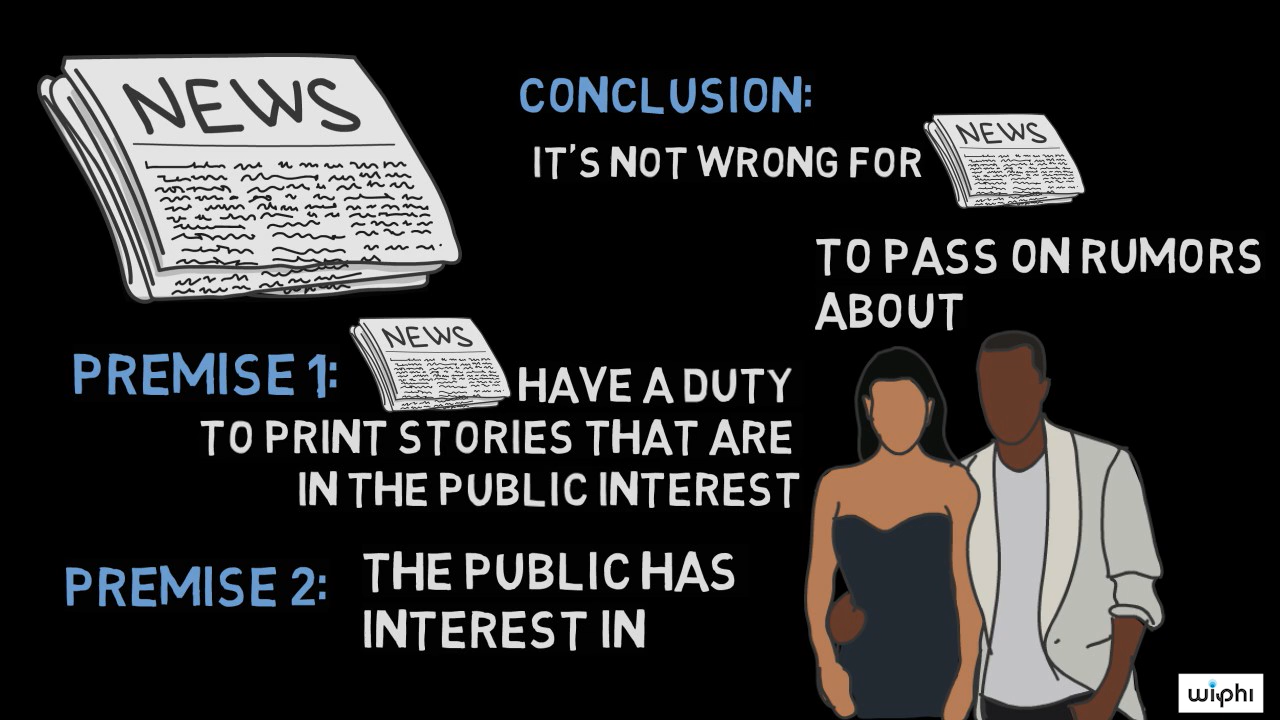 NEWS
CONCLUSION:
IT'S NOT WRONG FOR
NEWS
TO PASS ON RUMORS
ABOUT
PREMISE 1:
NEWS
HAVE A DUTY
TO PRINT STORIES THAT ARE
IN THE PUBLIC INTEREST
PREMISE 2:
THE PUBLIC HAS
INTEREST IN
wiphi